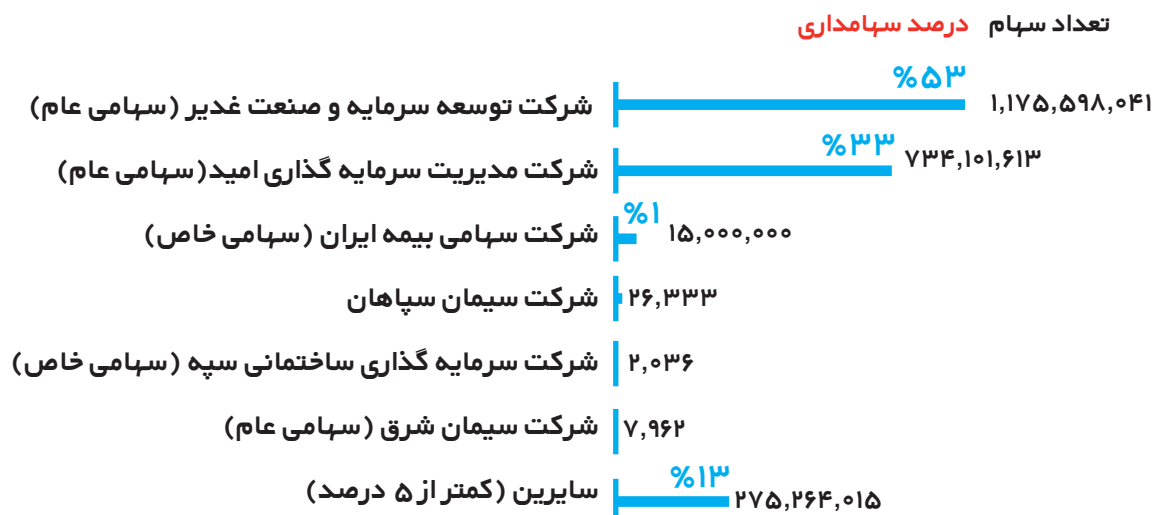 تعداد سهام درصد سهامداری
شرکت توسعه سرمایه و صنعت غدیر (سهامی عام) %۵۳ ۱,۱۷۵,۵۹۸,۰۴۱
شرکت مدیریت سرمایه گذاری امید(سهامی عام) %۳۳ ۷۳۴,۱۰۱,۶۱۳
شرکت سهامی بیمه ایران (سهامی خاص) %۱ ۱۵,۰۰۰,۰۰۰
شرکت سیمان سپاهان ۲۶,۳۳۳
شرکت سرمایه گذاری ساختمانی سپه (سهامی خاص) ۲,۰۳۶
شرکت سیمان شرق (سهامی عام) ۷,۹۶۲
سایرین (کمتر از ۵ درصد) %۱۳ ۲۷۵,۲۶۴,۰۱۵